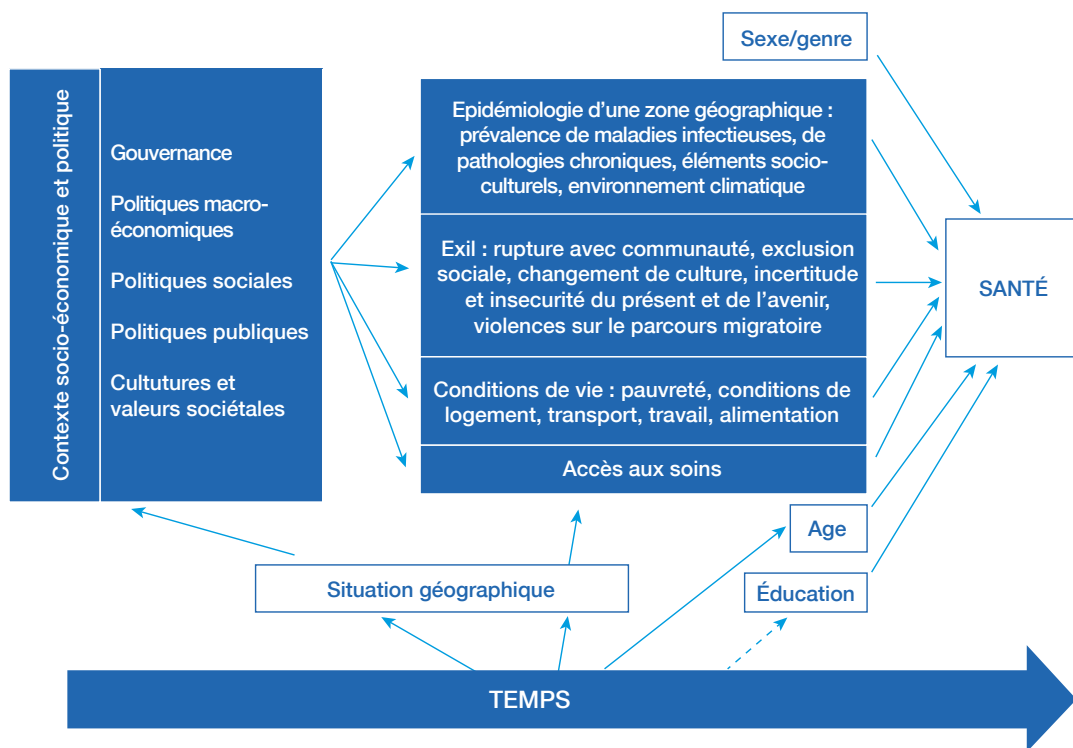 Sexe/genre
Contexte socio-économique et politique
Gouvernance
Politiques macro-
économiques
Politiques sociales
Politiques publiques
Cultutures et
valeurs sociétales
Epidémiologie d'une zone géographique :
prévalence de maladies infectieuses, de
pathologies chroniques, éléments socio-
culturels, environnement climatique
Exil : rupture avec communauté, exclusion
sociale, changement de culture, incertitude
et insecurité du présent et de l'avenir,
violences sur le parcours migratoire
Conditions de vie : pauvreté, conditions de
logement, transport, travail, alimentation
Accès aux soins
SANTÉ
Age
Situation géographique
Éducation
TEMPS